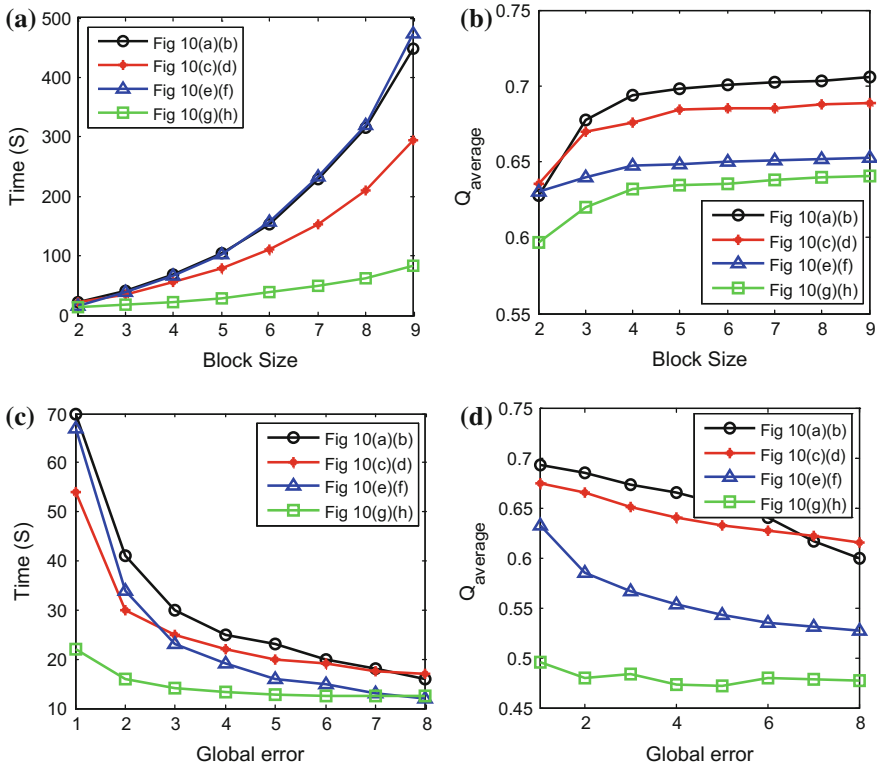 (a)
500
400
300
200
100
0
Time (S)
Fig 10(a)(b)
Fig 10(c)(d)
Fig 10(e)(f)
Fig 10(g)(h)
2 3 4 5 6 7 8 9
Block Size
(b)
0.75
0.7
0.65
0.6
0.55
Qaverage
Fig 10(a)(b)
Fig 10(c)(d)
Fig 10(e)(f)
Fig 10(g)(h)
2 3 4 5 6 7 8 9
Block Size
(c)
70
60
50
40
30
20
10
Time (S)
Fig 10(a)(b)
Fig 10(c)(d)
Fig 10(e)(f)
Fig 10(g)(h)
1 2 3 4 5 6 7 8
Global error
(d)
0.75
0.7
0.65
0.6
0.55
0.5
0.45
Qaverage
Fig 10(a)(b)
Fig 10(c)(d)
Fig 10(e)(f)
Fig 10(g)(h)
2 4 6 8
Global error